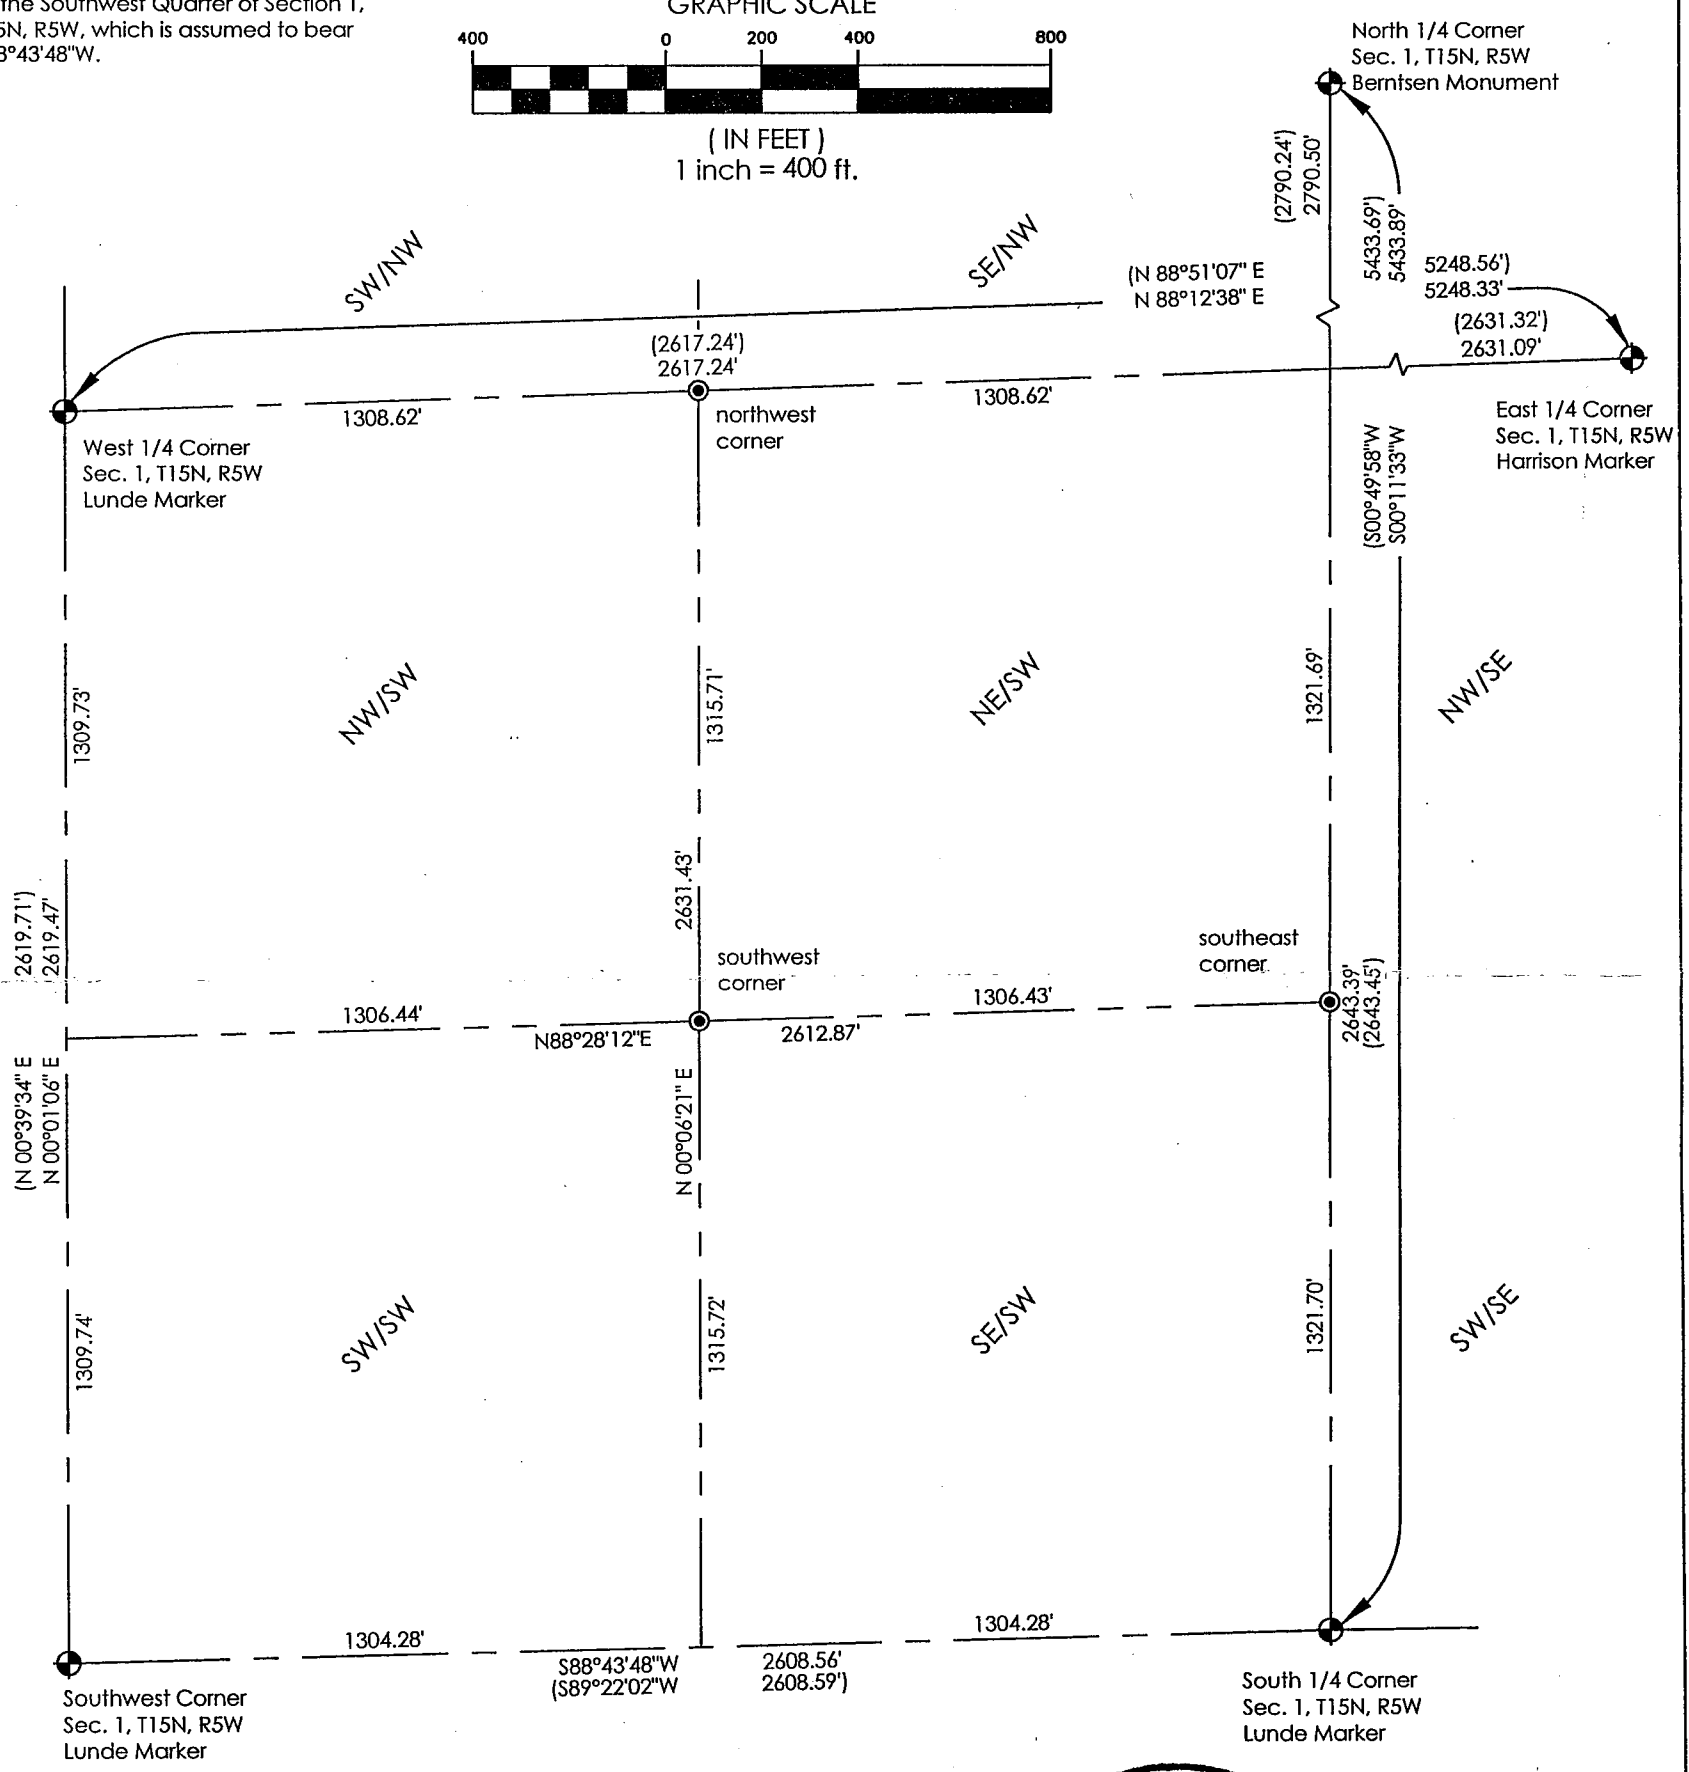 the Southwest Quarter of Section 1,
5N, R5W, which is assumed to bear
8°43'48"W.
GRAPHIC SCALE
400 0 200 400 800
( IN FEET )
1 inch = 400 ft.
North 1/4 Corner
Sec. 1, T15N, R5W
Berntsen Monument
(2790.24')
2790.50'
5433.69')
5433.89'
SW/NW
SE/NW
(N 88°51'07" E
N 88°12'38" E
5248.56')
5248.33'
(2631.32')
2631.09'
(2617.24')
2617.24'
1308.62'
1308.62'
northwest
corner
West 1/4 Corner
Sec. 1, T15N, R5W
Lunde Marker
East 1/4 Corner
Sec. 1, T15N, R5W
Harrison Marker
(S00°49'58"W
S00°11'33"W
1309.73'
NW/SW
1315.71'
NE/SW
1321.69'
NW/SE
2619.71')
2619.47'
2631.43'
southwest
corner
southeast
corner
2643.39'
(2643.45')
1306.44'
1306.43'
N88°28'12"E
2612.87'
(N 00°39'34" E
N 00°01'06" E
N 00°06'21" E
1309.74'
SW/SW
1315.72'
SE/SW
1321.70'
SW/SE
1304.28'
1304.28'
S88°43'48"W
(S89°22'02"W
2608.56'
2608.59')
Southwest Corner
Sec. 1, T15N, R5W
Lunde Marker
South 1/4 Corner
Sec. 1, T15N, R5W
Lunde Marker